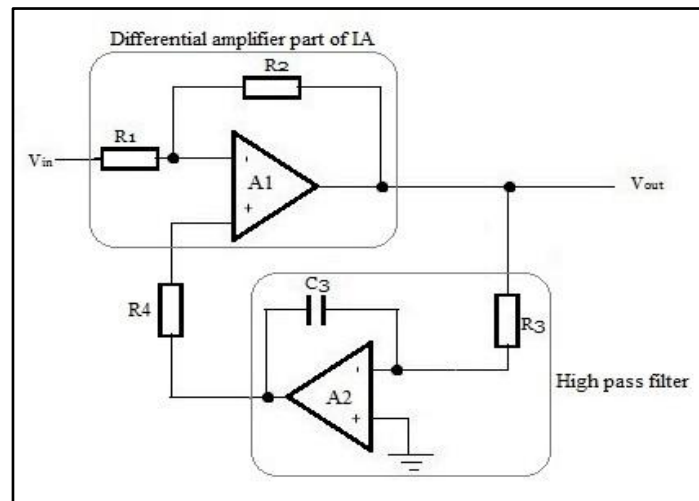 Differential amplifier part of IA
R2
R1
Vin
-
A1
+
Vout
C3
R4
R3
-
A2
+
High pass filter